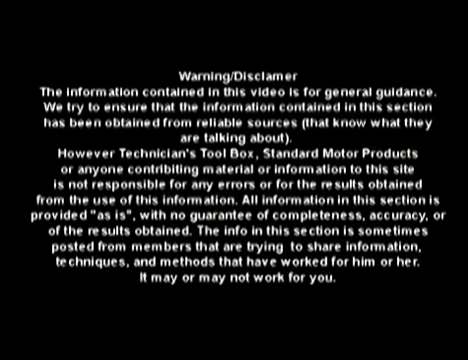 Warning/Disclamer
The information contained in this video is for general guidance.
We try to ensure that the information contained in this section
has been obtained from reliable sources (that know what they
are talking about).
However Technician's Tool Box, Standard Motor Products
or anyone contribiting material or information to this site
is not responsible for any errors or for the results obtained
from the use of this information. All information in this section is
provided "as is", with no guarantee of completeness, accuracy, or
of the results obtained. The info in this section is sometimes
posted from members that are trying to share information,
techniques, and methods that have worked for him or her.
It may or may not work for you.